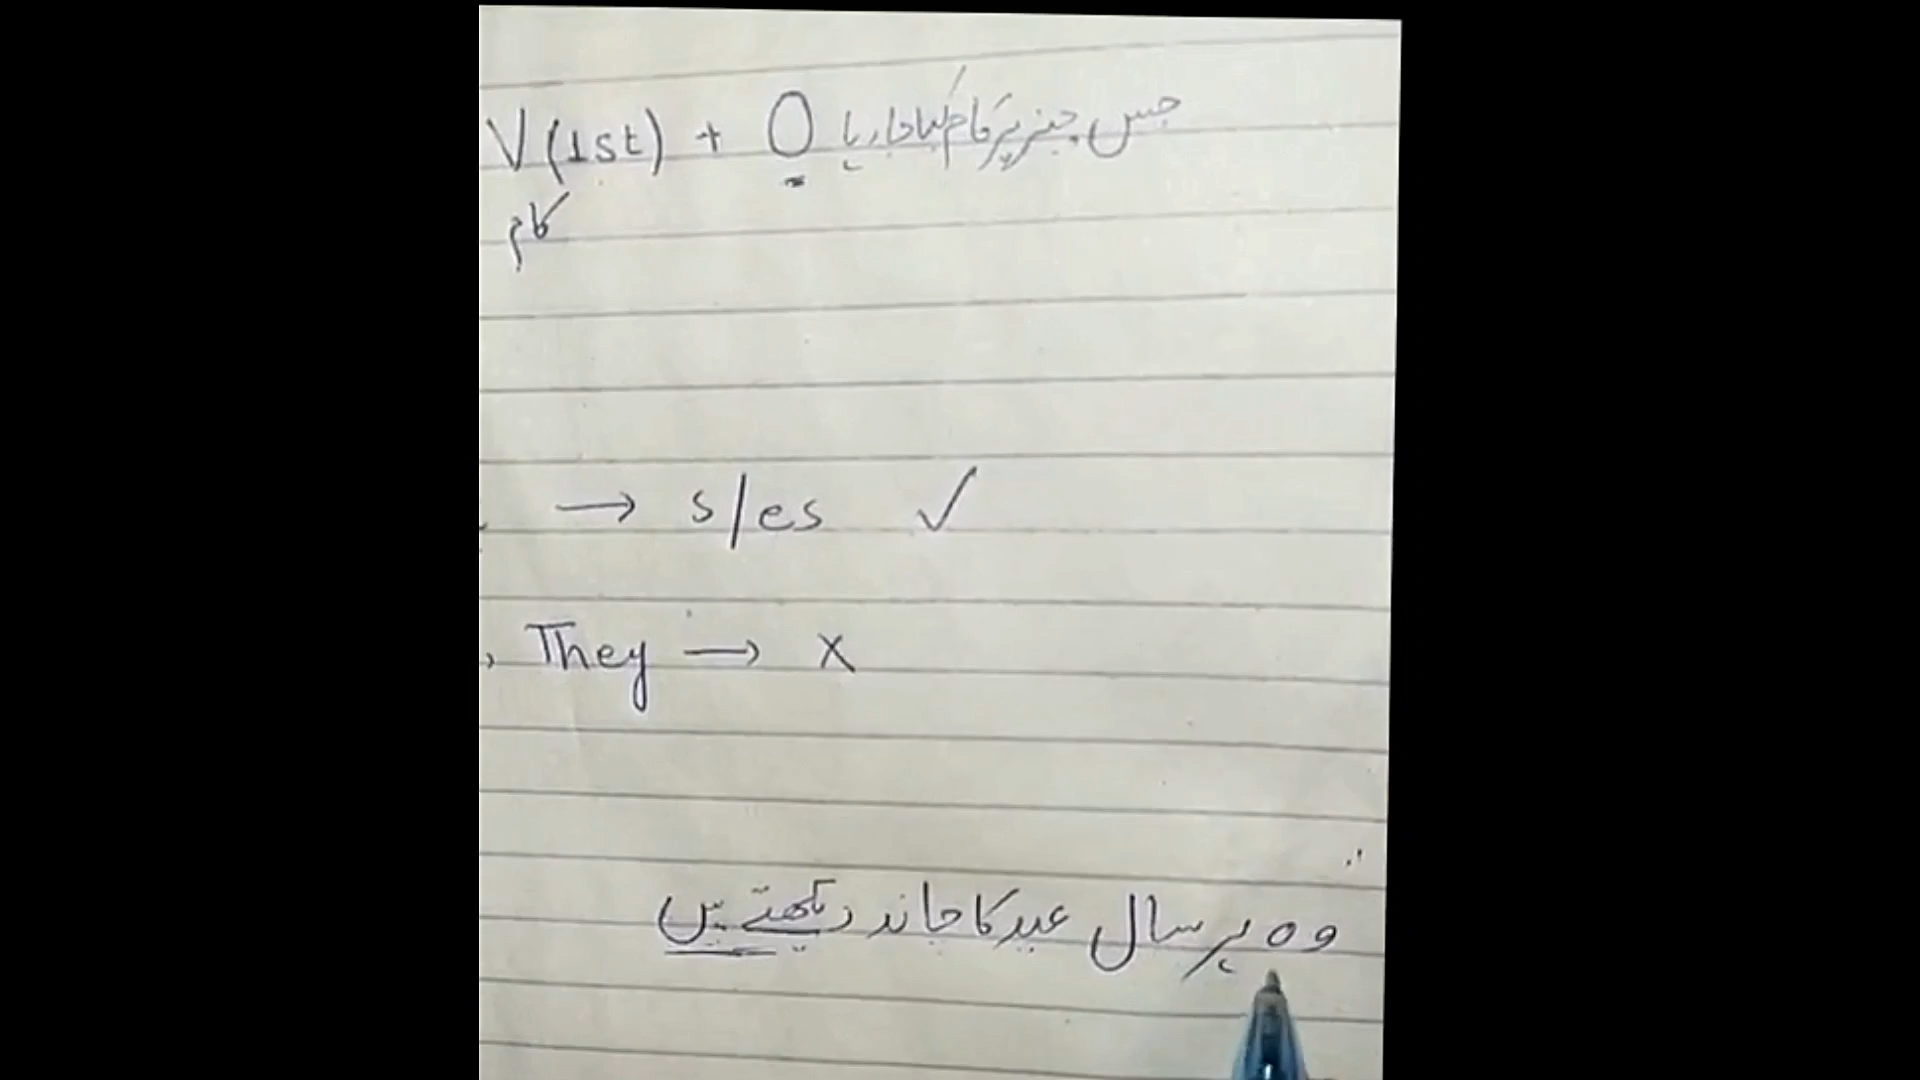 V (1st) + O جس چیز پر کام کیا جا رہا
کام
→ s/es ✓
, They → x
وہ ہر سال عید کا چاند دیکھتے ہیں